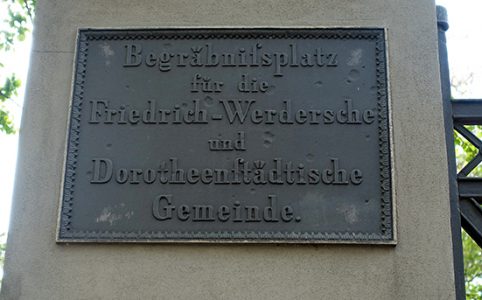 Begräbniſsplatz
für die
Friedrich-Werdersche
und
Dorotheenſtädtische
Gemeinde.